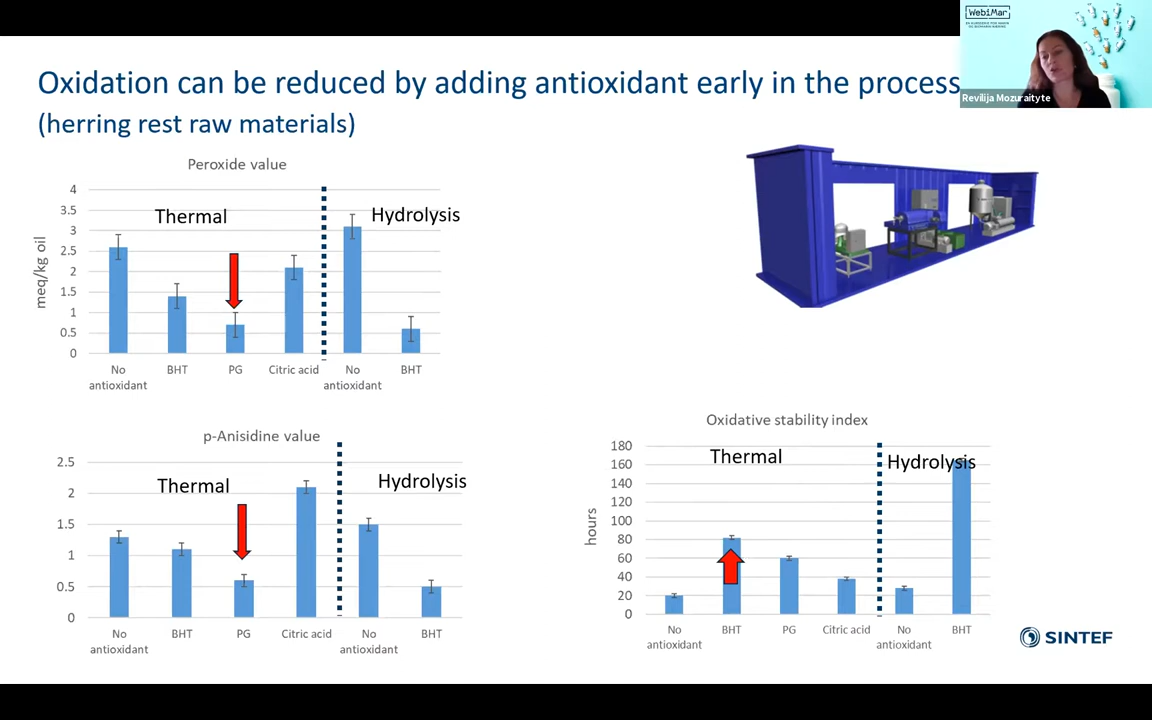 WebiMar
Revilija Mozuraityte
Oxidation can be reduced by adding antioxidant early in the process
(herring rest raw materials)
Peroxide value
4
3.5
3
2.5
2
1.5
1
0.5
0
meq/kg oil
Thermal
Hydrolysis
No antioxidant
BHT
PG
Citric acid
No antioxidant
BHT
p-Anisidine value
2.5
2
1.5
1
0.5
0
Thermal
Hydrolysis
No antioxidant
BHT
PG
Citric acid
No antioxidant
BHT
Oxidative stability index
180
160
140
120
100
80
60
40
20
0
hours
Thermal
Hydrolysis
No antioxidant
BHT
PG
Citric acid
No antioxidant
BHT
SINTEF